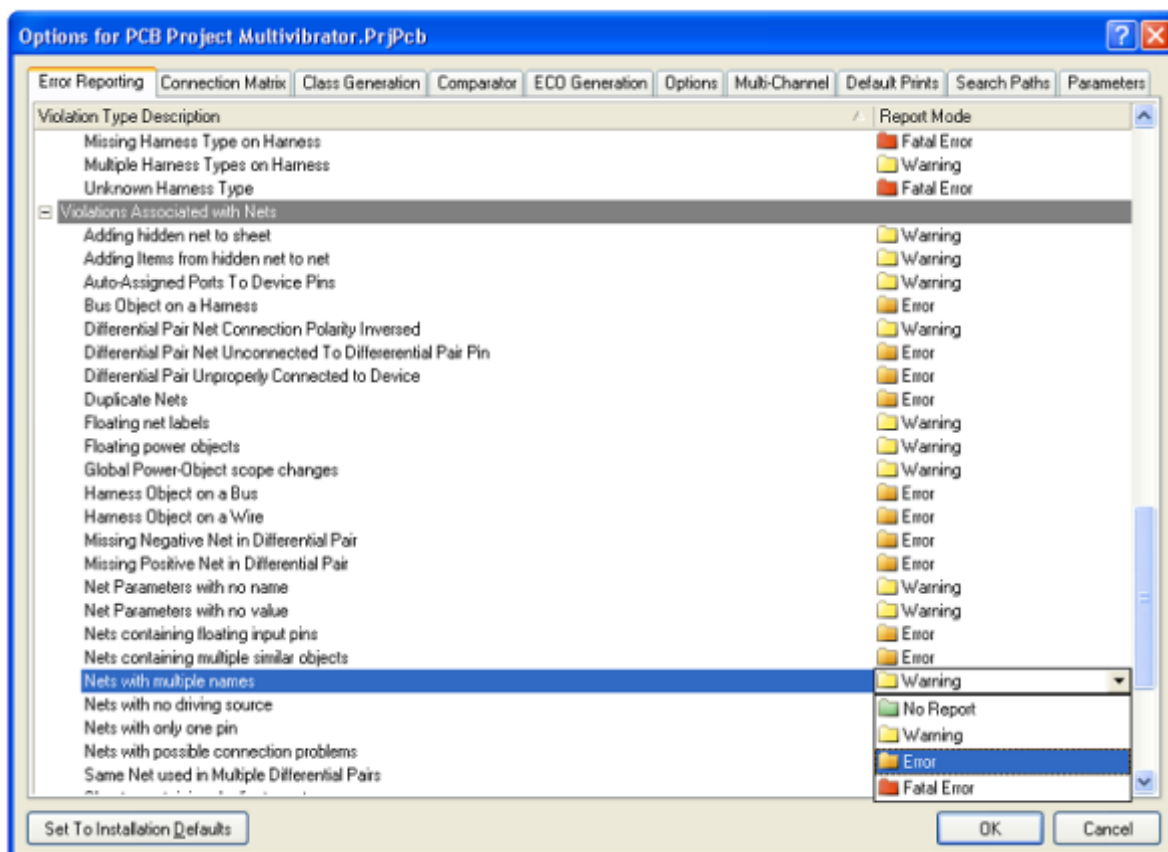 Options for PCB Project Multivibrator.PrjPcb
Error Reporting Connection Matrix Class Generation Comparator ECO Generation Options Multi-Channel Default Prints Search Paths Parameters
Violation Type Description Report Mode
Missing Harness Type on Harness Fatal Error
Multiple Harness Types on Harness Warning
Unknown Harness Type Fatal Error
Violations Associated with Nets
Adding hidden net to sheet Warning
Adding Items from hidden net to net Warning
Auto-Assigned Ports To Device Pins Warning
Bus Object on a Harness Error
Differential Pair Net Connection Polarity Inversed Warning
Differential Pair Net Unconnected To Differerential Pair Pin Error
Differential Pair Unproperly Connected to Device Error
Duplicate Nets Error
Floating net labels Warning
Floating power objects Warning
Global Power-Object scope changes Warning
Harness Object on a Bus Error
Harness Object on a Wire Error
Missing Negative Net in Differential Pair Error
Missing Positive Net in Differential Pair Error
Net Parameters with no name Warning
Net Parameters with no value Warning
Nets containing floating input pins Error
Nets containing multiple similar objects Error
Nets with multiple names Warning
Nets with no driving source No Report
Nets with only one pin Warning
Nets with possible connection problems Error
Same Net used in Multiple Differential Pairs Fatal Error
Set To Installation Defaults OK Cancel